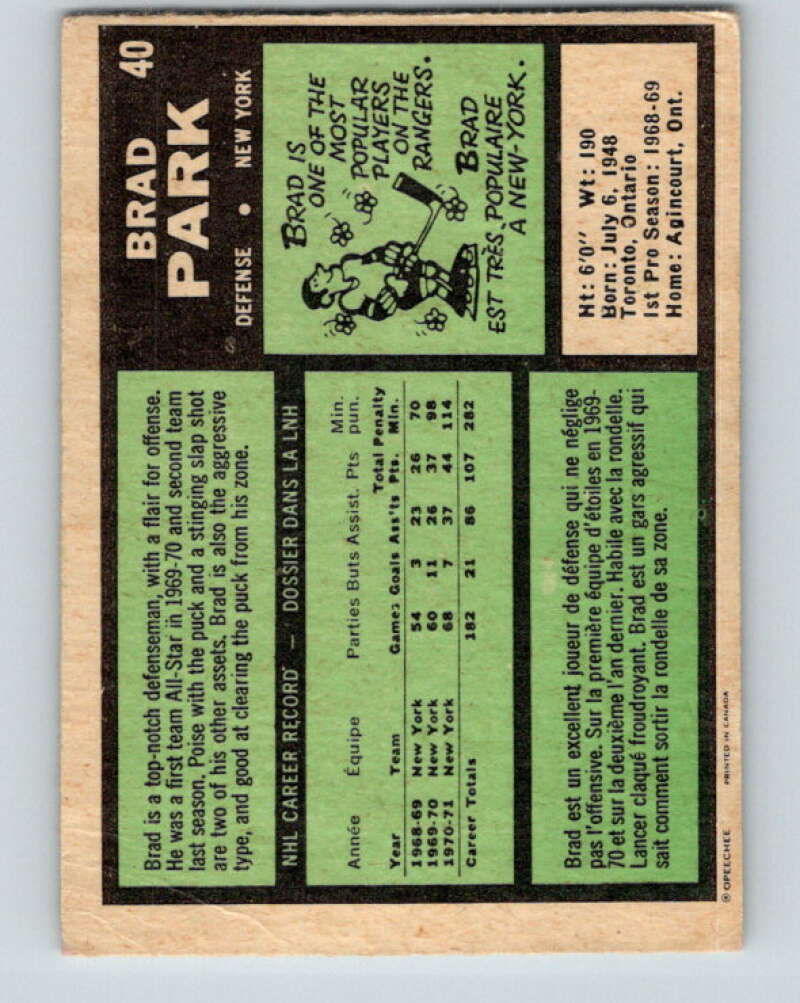 BRAD 40
PARK
DEFENSE • NEW YORK
Brad is a top-notch defenseman, with a flair for offense.
He was a first team All-Star in 1969-70 and second team
last season. Poise with the puck and a stinging slap shot
are two of his other assets. Brad is also the aggressive
type, and good at clearing the puck from his zone.
BRAD IS
ONE OF THE
MOST
POPULAR
PLAYERS
ON THE
RANGERS.
BRAD
EST TRÈS POPULAIRE
A NEW-YORK.
NHL CAREER RECORD – DOSSIER DANS LA LNH
Année Équipe Parties Buts Assist. Pts Min. pun.
Year Team Games Goals Ass'ts Total Pts. Penalty Min.
1968-69 New York 54 3 23 26 70
1969-70 New York 60 11 26 37 98
1970-71 New York 68 7 37 44 114
Career Totals 182 21 86 107 282
Ht: 6'0" Wt: 190
Born: July 6, 1948
Toronto, Ontario
1st Pro Season: 1968-69
Home: Agincourt, Ont.
Brad est un excellent joueur de défense qui ne néglige
pas l'offensive. Sur la première équipe d'étoiles en 1969-
70 et sur la deuxième l'an dernier. Habile avec la rondelle.
Lancer claqué froudroyant. Brad est un gars agressif qui
sait comment sortir la rondelle de sa zone.
© OPEECHEE PRINTED IN CANADA